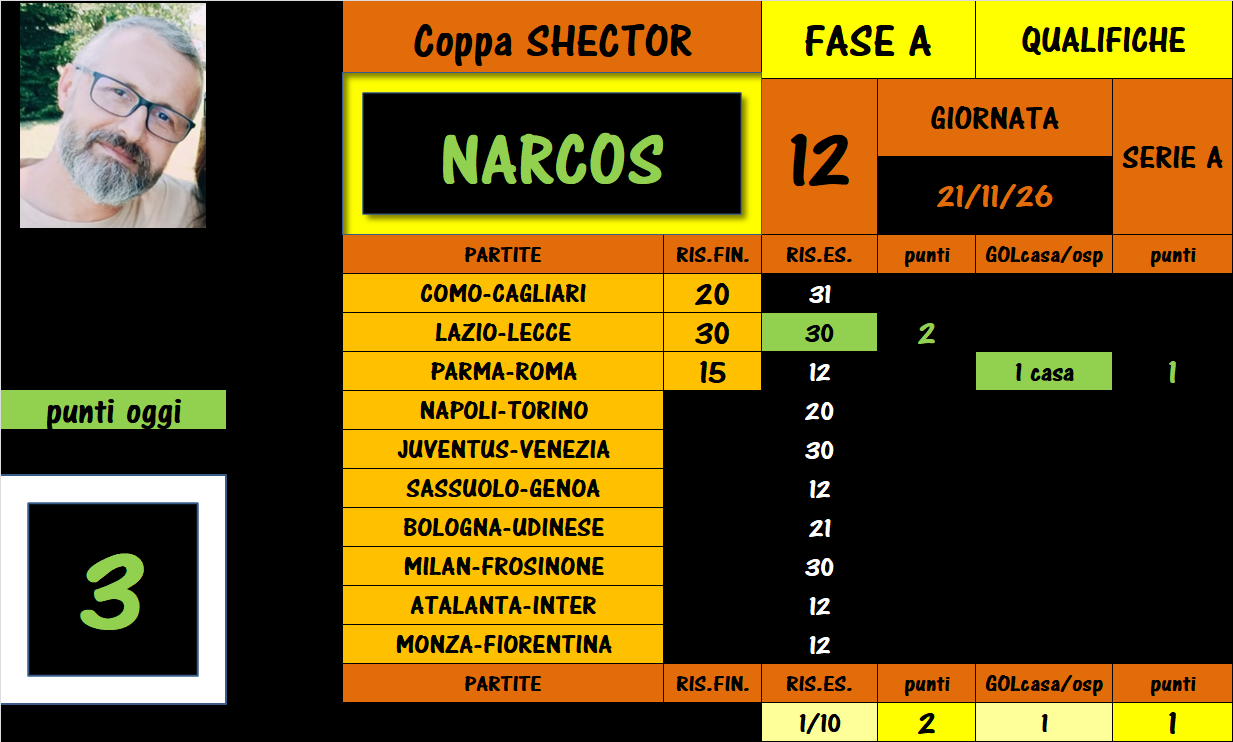 Coppa SHECTOR FASE A QUALIFICHE
NARCOS 12 GIORNATA SERIE A
21/11/26
PARTITE RIS.FIN. RIS.ES. punti GOLcasa/osp punti
COMO-CAGLIARI 20 31
LAZIO-LECCE 30 30 2
PARMA-ROMA 15 12 1 casa 1
NAPOLI-TORINO 20
JUVENTUS-VENEZIA 30
SASSUOLO-GENOA 12
BOLOGNA-UDINESE 21
MILAN-FROSINONE 30
ATALANTA-INTER 12
MONZA-FIORENTINA 12
PARTITE RIS.FIN. RIS.ES. punti GOLcasa/osp punti
1/10 2 1 1
punti oggi
3